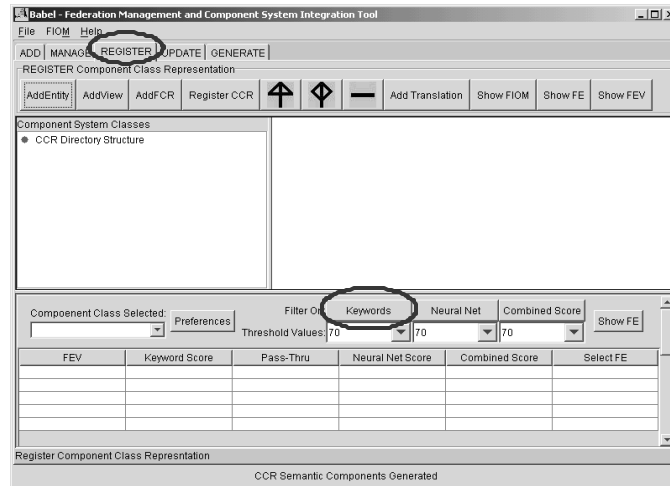 Babel - Federation Management and Component System Integration Tool
File FIOM Help
ADD MANAGE REGISTER UPDATE GENERATE
REGISTER Component Class Representation
AddEntity AddView AddFCR Register CCR Add Translation Show FIOM Show FE Show FEV
Component System Classes
CCR Directory Structure
Compoenent Class Selected: Preferences Filter On: Keywords Neural Net Combined Score Show FE
Threshold Values: 70 70 70
FEV Keyword Score Pass-Thru Neural Net Score Combined Score Select FE
Register Component Class Represntation
CCR Semantic Components Generated